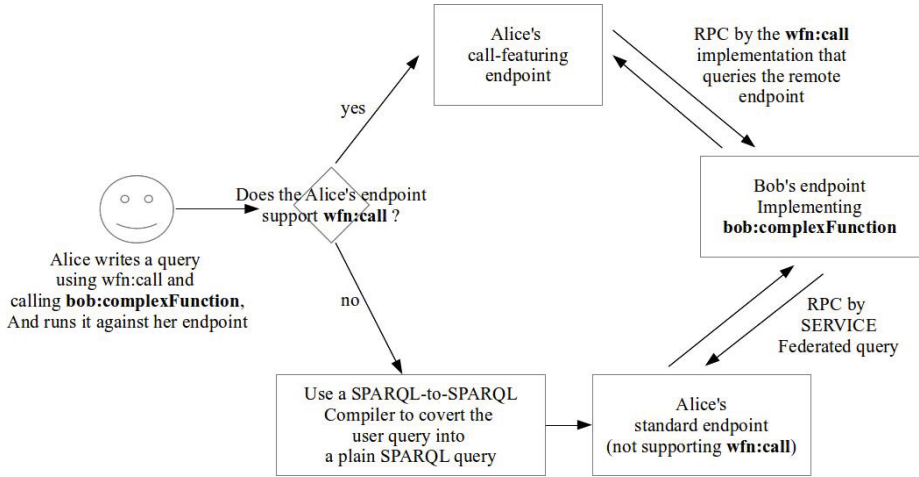 Alice's
call-featuring
endpoint
RPC by the wfn:call
implementation that
queries the remote
endpoint
yes
Does the Alice's endpoint
support wfn:call ?
Bob's endpoint
Implementing
bob:complexFunction
Alice writes a query
using wfn:call and
calling bob:complexFunction,
And runs it against her endpoint
no
RPC by
SERVICE
Federated query
Use a SPARQL-to-SPARQL
Compiler to covert the
user query into
a plain SPARQL query
Alice's
standard endpoint
(not supporting wfn:call)